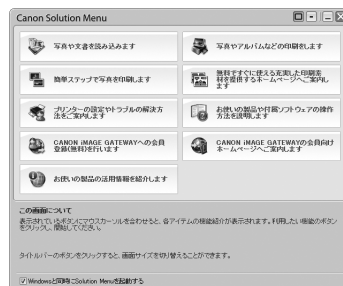 Canon Solution Menu
写真や文書を読み込みます
写真やアルバムなどの印刷をします
簡単ステップで写真を印刷します
無料ですぐに使える充実した印刷素
材を提供するホームページへご案内し
ます
プリンターの設定やトラブルの解決方
法をご案内します
お使いの製品や付属ソフトウェアの操作
方法を説明します
CANON iMAGE GATEWAYへの会員
登録(無料)を行います
CANON iMAGE GATEWAYの会員向け
ホームページへご案内します
お使いの製品の活用情報を紹介します
この画面について
表示されているボタンにマウスカーソルを合わせると、各アイテムの機能紹介が表示されます。利用したい機能のボタン
をクリックし、開始してください。
タイトルバーのボタンをクリックすると、画面サイズを切り替えることができます。
Windowsと同時にSolution Menuを起動する